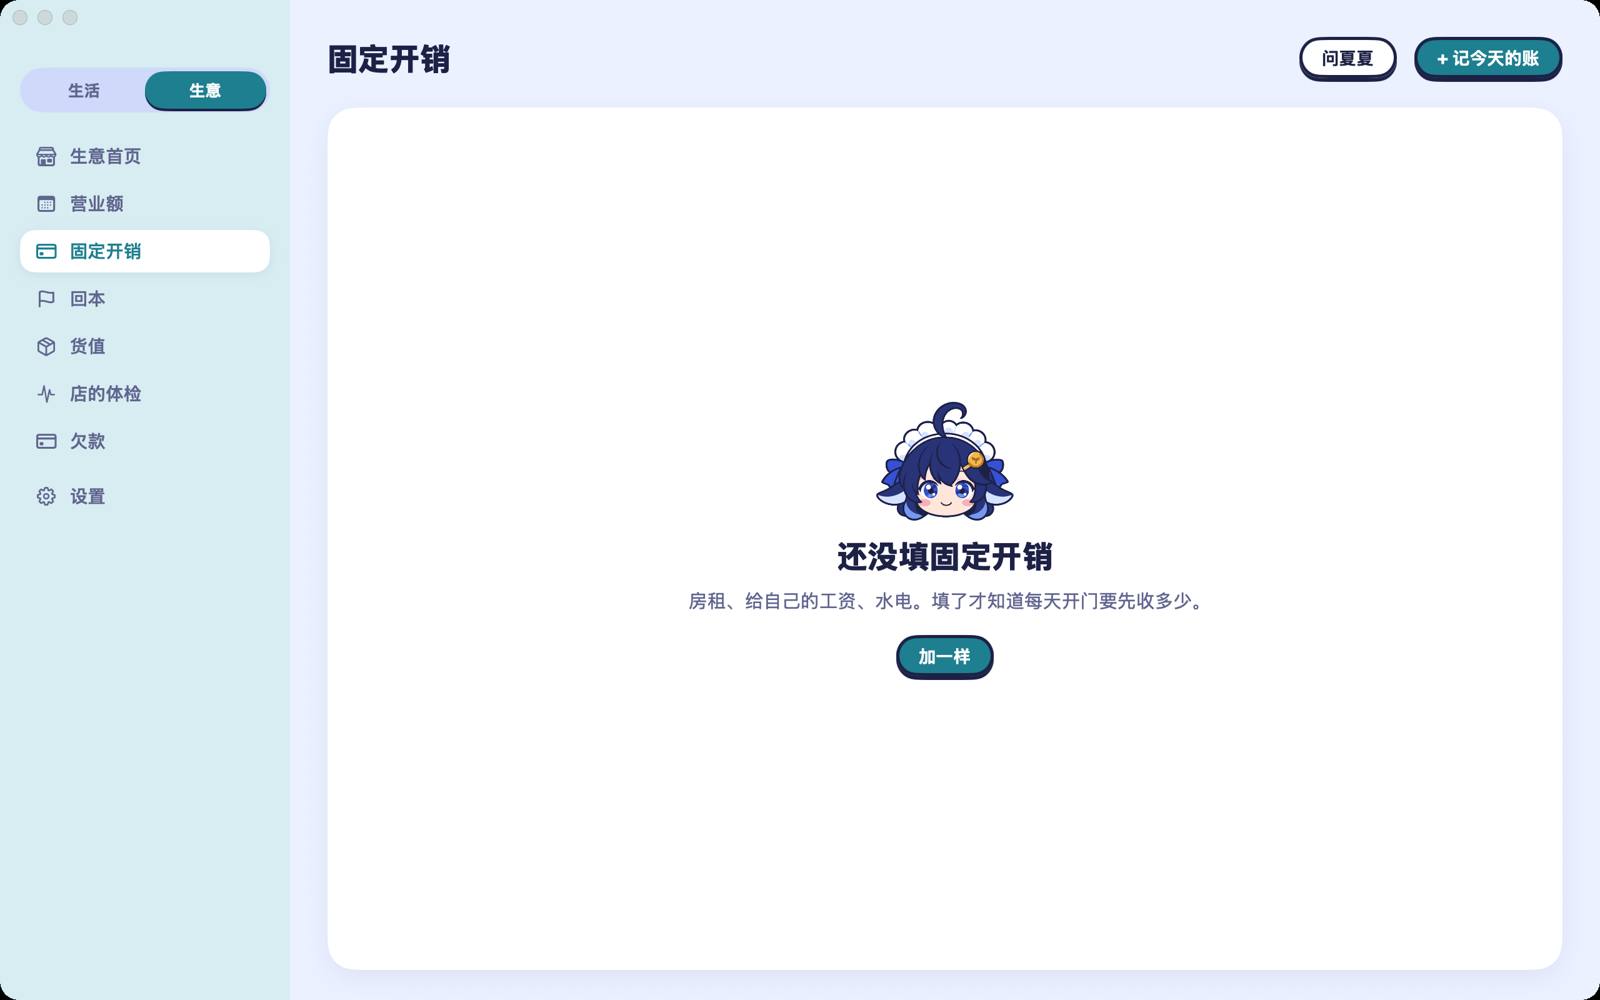 生活
生意
生意首页
营业额
固定开销
回本
货值
店的体检
欠款
设置
固定开销
问夏夏
+ 记今天的账
还没填固定开销
房租、给自己的工资、水电。填了才知道每天开门要先收多少。
加一样